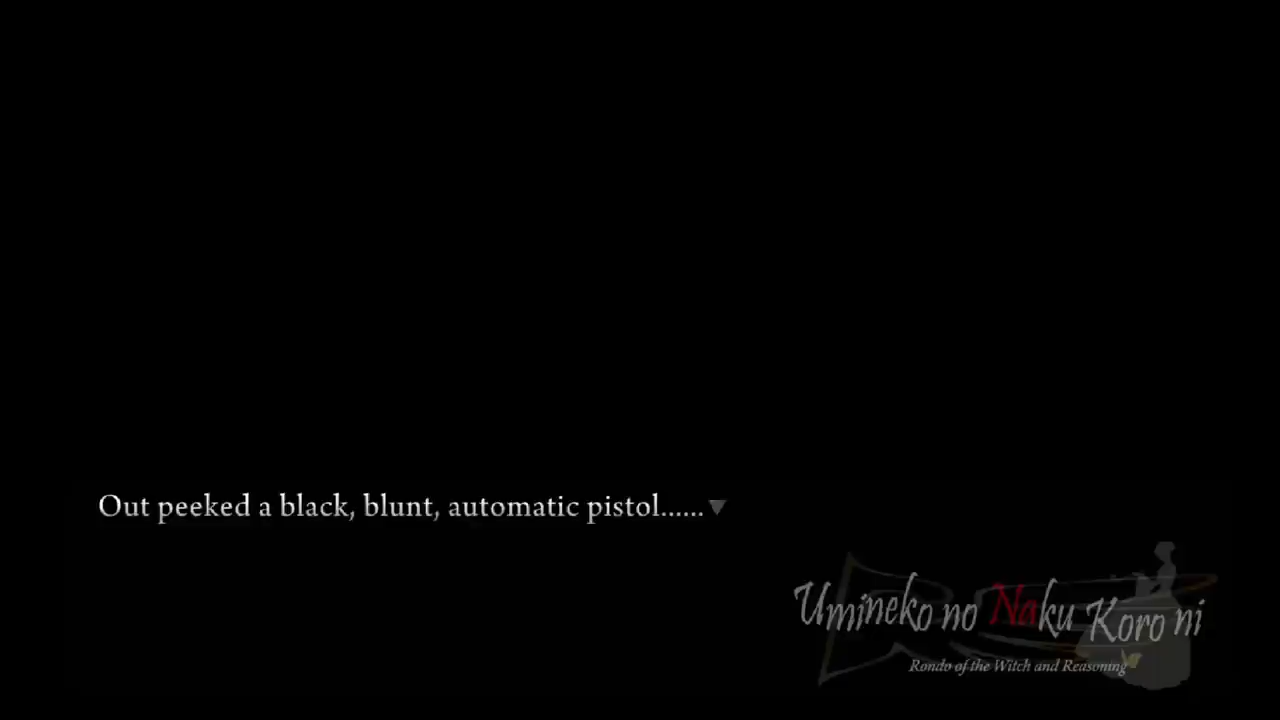 Out peeked a black, blunt, automatic pistol......
Umineko no Naku Koro ni
Rondo of the Witch and Reasoning